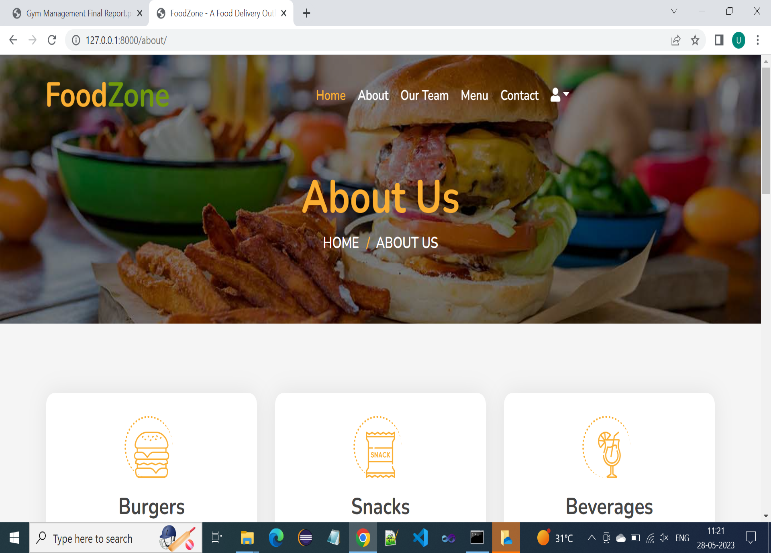 Gym Management Final Report.p
FoodZone - A Food Delivery Out
127.0.0.1:8000/about/
FoodZone
Home About Our Team Menu Contact
About Us
HOME / ABOUT US
SNACK
Burgers Snacks Beverages
Type here to search
31°C
ENG
11:21
28-05-2023
U